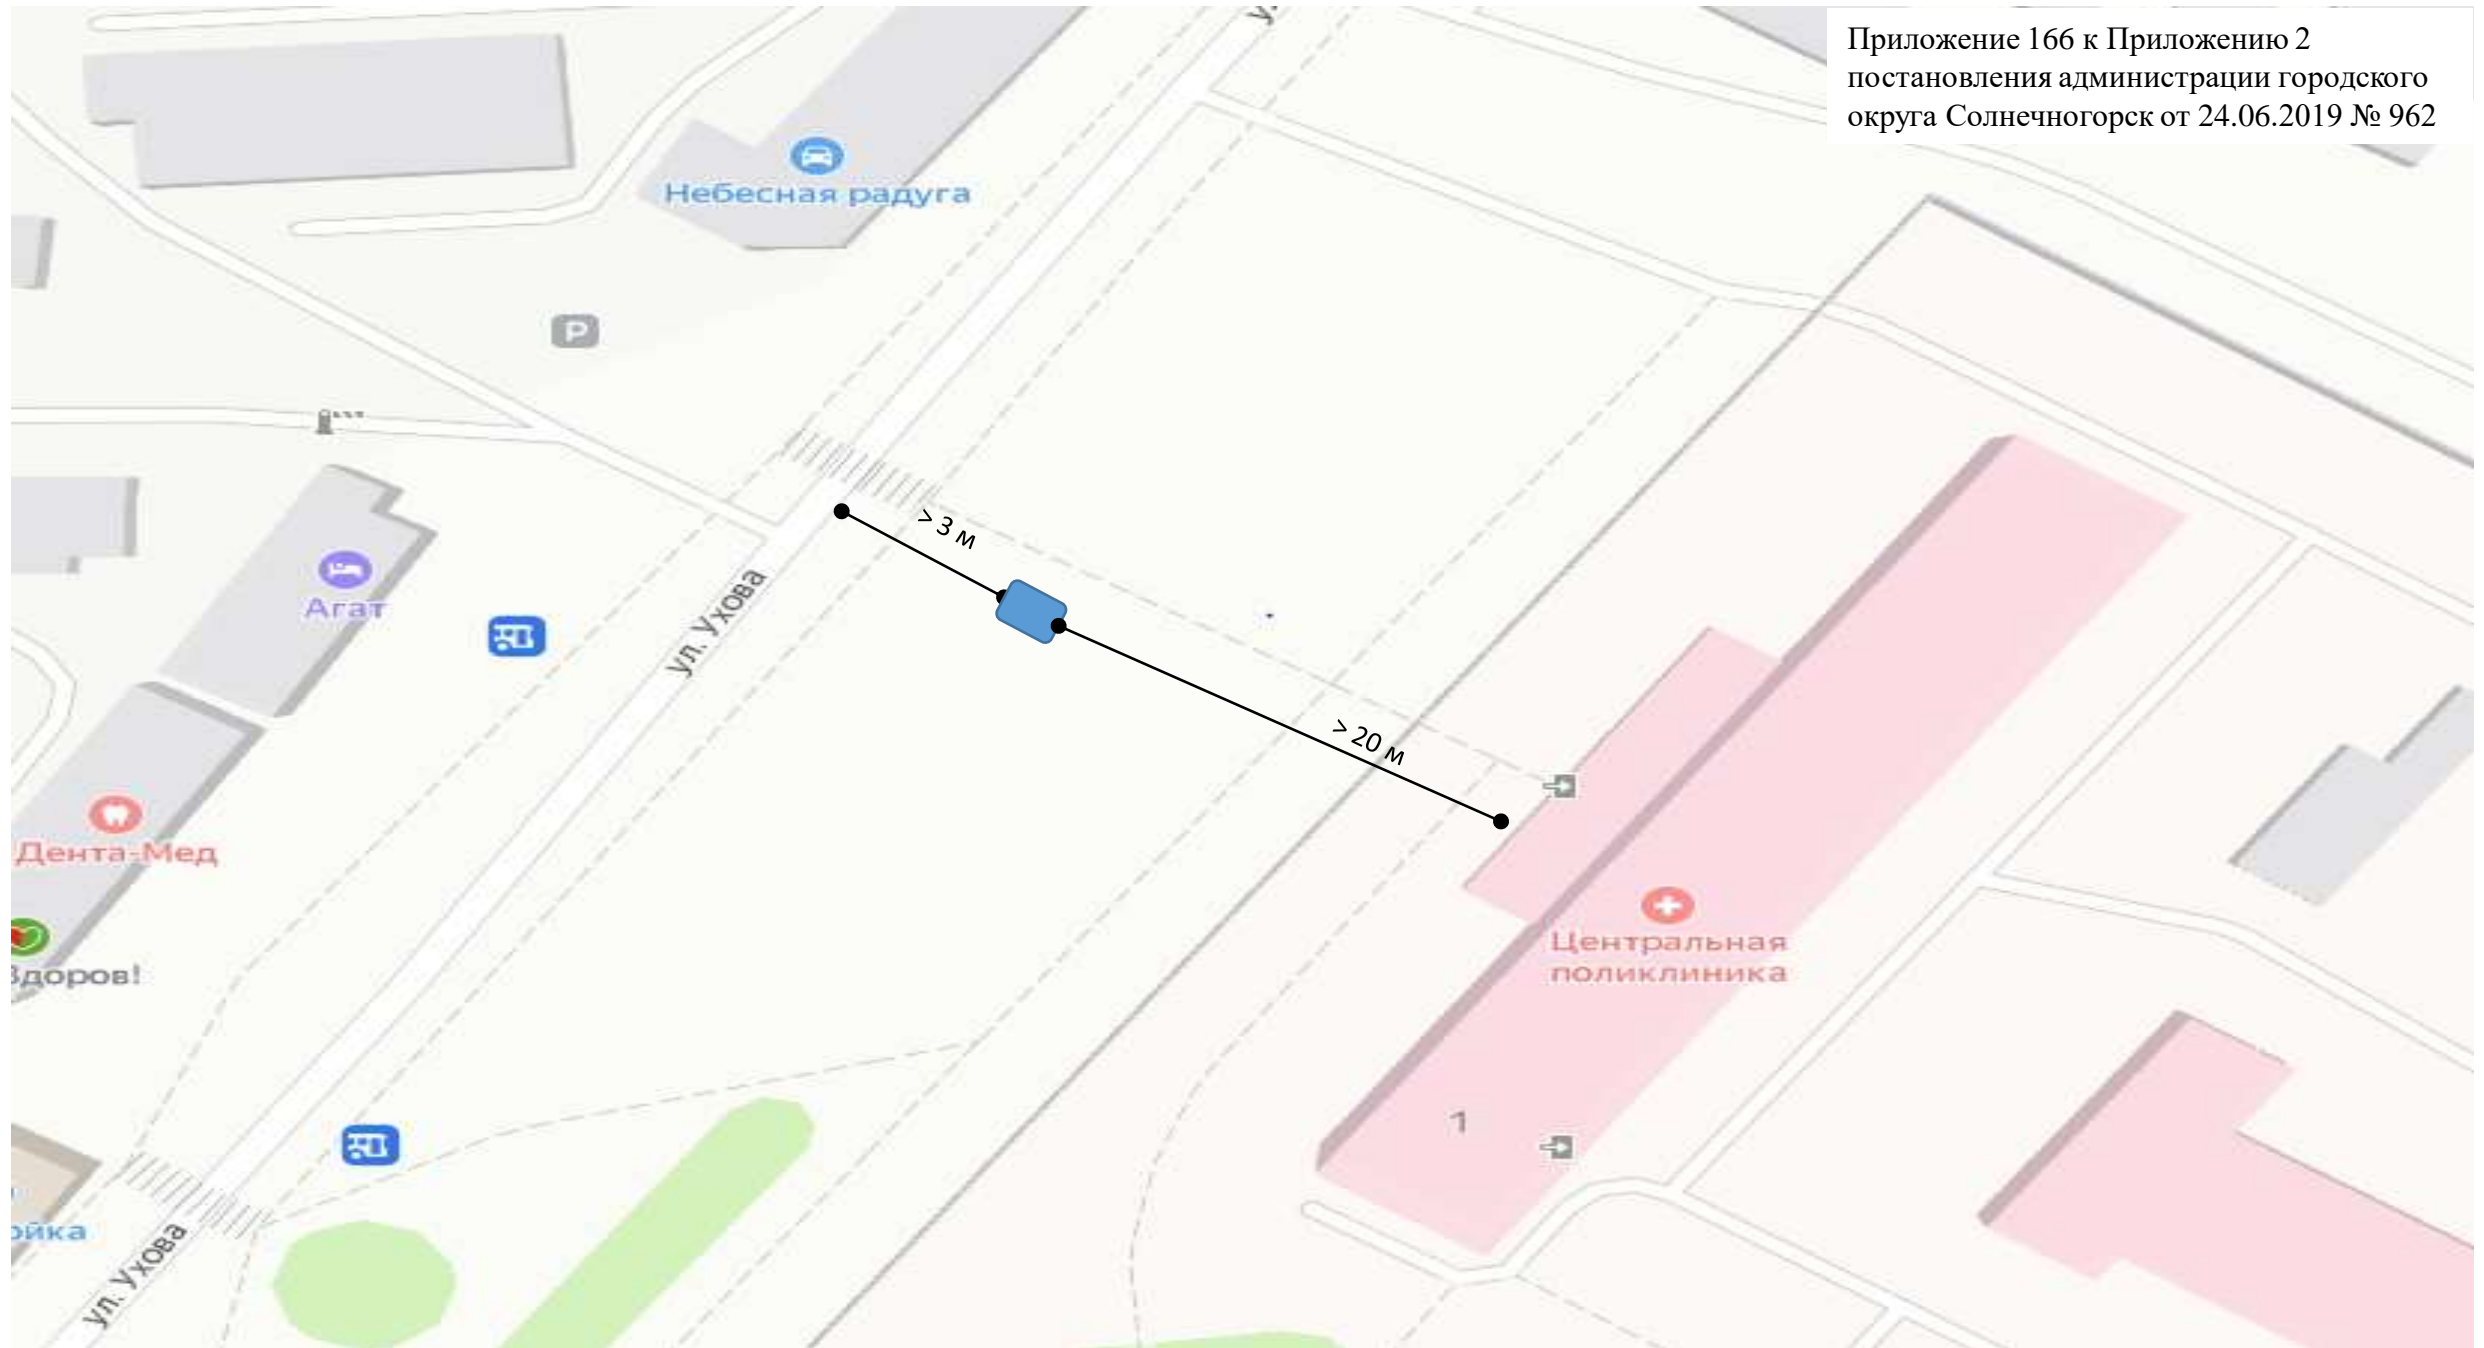 Приложение 166 к Приложению 2
постановления администрации городского
округа Солнечногорск от 24.06.2019 № 962
Небесная радуга
P
> 3 м
ул. Ухова
Агат
> 20 м
Дента-Мед
Центральная
поликлиника
Здоров!
1
ул. Ухова